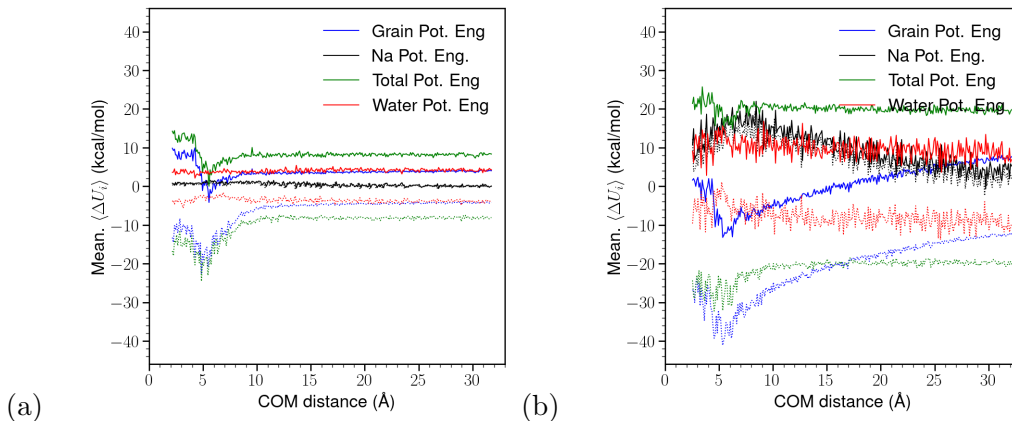 40
30
20
10
0
−10
−20
−30
−40
Mean. ⟨ΔU_i⟩ (kcal/mol)
Grain Pot. Eng
Na Pot. Eng.
Total Pot. Eng
Water Pot. Eng
0 5 10 15 20 25 30
COM distance (Å)
(a)
40
30
20
10
0
−10
−20
−30
−40
Mean. ⟨ΔU_i⟩ (kcal/mol)
Grain Pot. Eng
Na Pot. Eng.
Total Pot. Eng
Water Pot. Eng
0 5 10 15 20 25 30
COM distance (Å)
(b)